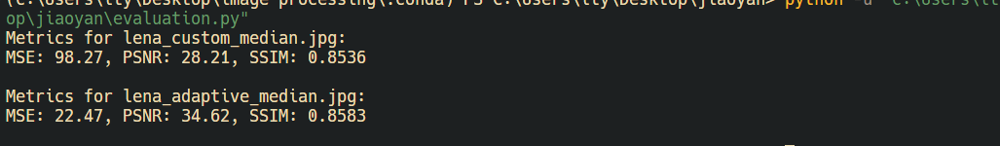 (C:\Users\lly\Desktop\image processing\.conda) PS C:\Users\lly\Desktop\jiaoyan> python -u "c:\Users\ll
op\jiaoyan\evaluation.py"
Metrics for lena_custom_median.jpg:
MSE: 98.27, PSNR: 28.21, SSIM: 0.8536
Metrics for lena_adaptive_median.jpg:
MSE: 22.47, PSNR: 34.62, SSIM: 0.8583